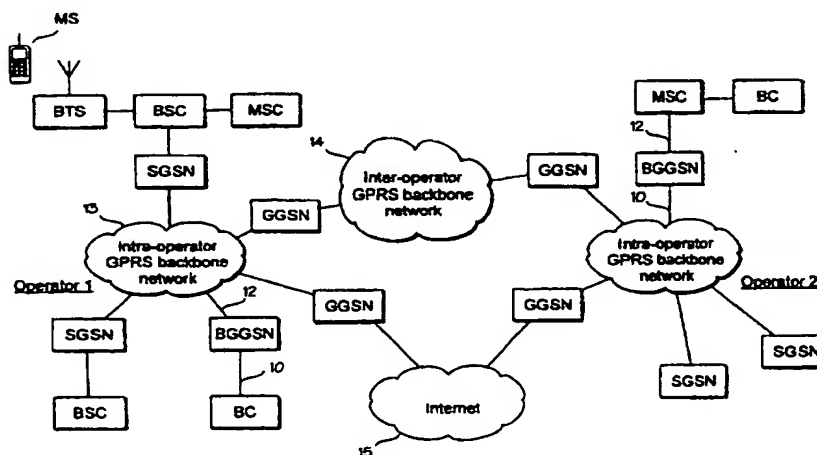 MS
BTS
BSC
MSC
SGSN
13
Intra-operator
GPRS backbone
network
Operator 1
GGSN
14
Inter-operator
GPRS backbone
network
GGSN
MSC
BC
12
BGGSN
10
Intra-operator
GPRS backbone
network
Operator 2
SGSN
BSC
12
BGGSN
10
BC
GGSN
GGSN
Internet
15
SGSN
SGSN